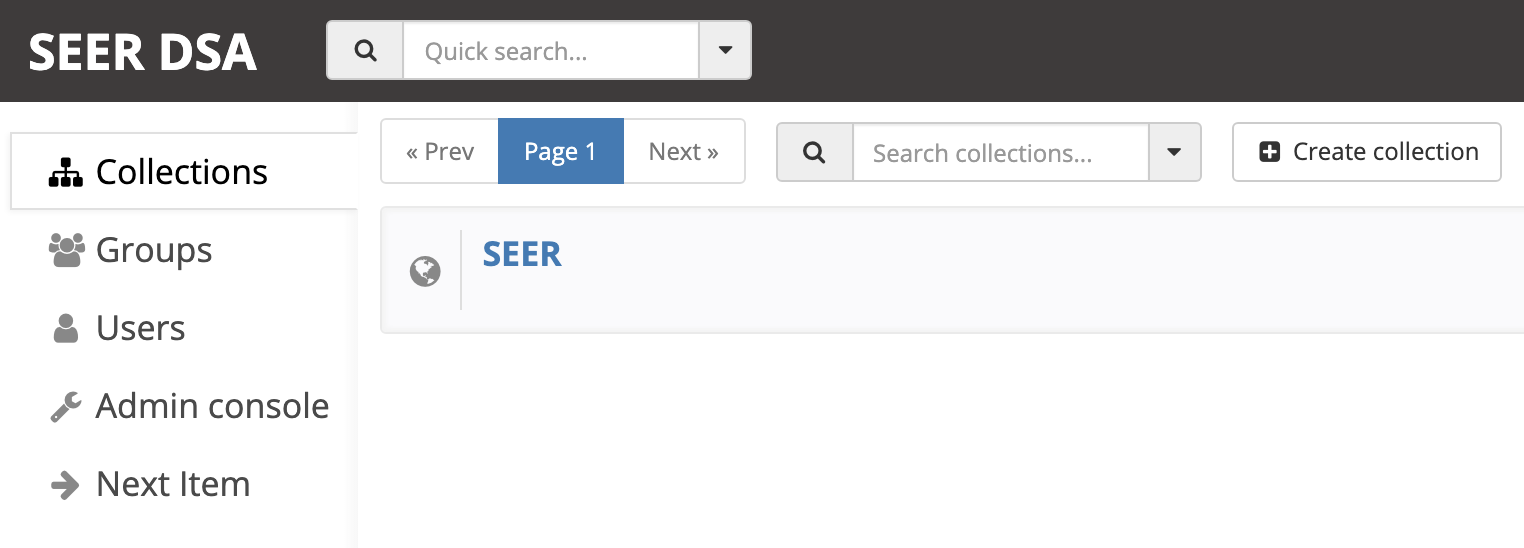 SEER DSA
Quick search...
Collections
Groups
Users
Admin console
Next Item
« Prev
Page 1
Next »
Search collections...
Create collection
SEER